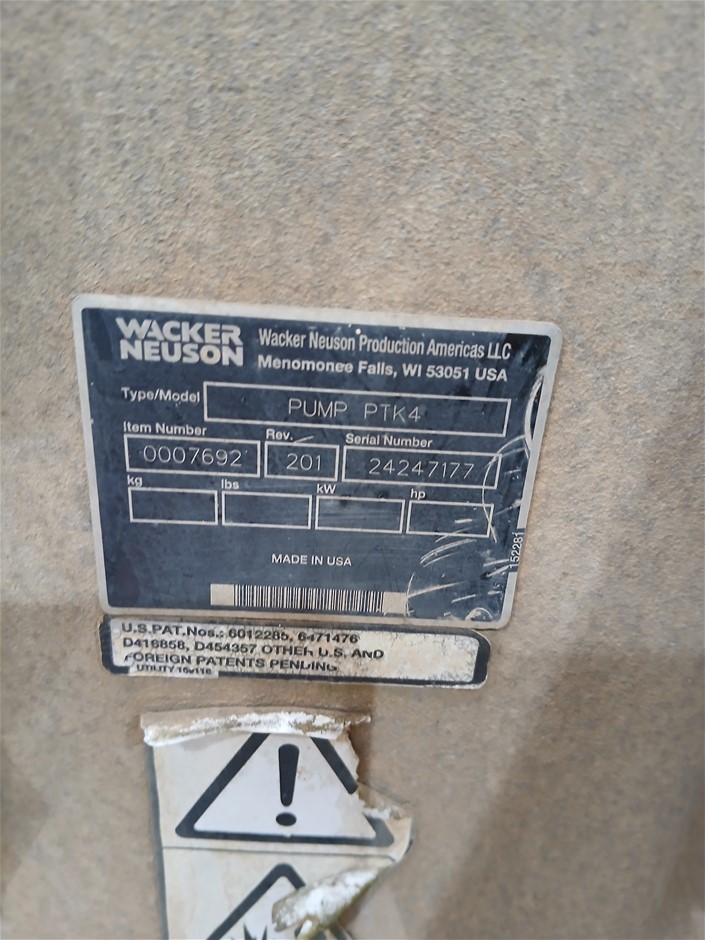 WACKER
NEUSON
Wacker Neuson Production Americas LLC
Menomonee Falls, WI 53051 USA
Type/Model
PUMP PTK4
Item Number
Rev.
Serial Number
0007692
201
24247177
kg
lbs
kW
hp
MADE IN USA
152281
U.S.PAT.Nos.: 6012285, 6471476
D416858, D454357 OTHER U.S. AND
FOREIGN PATENTS PENDING
UTILITY